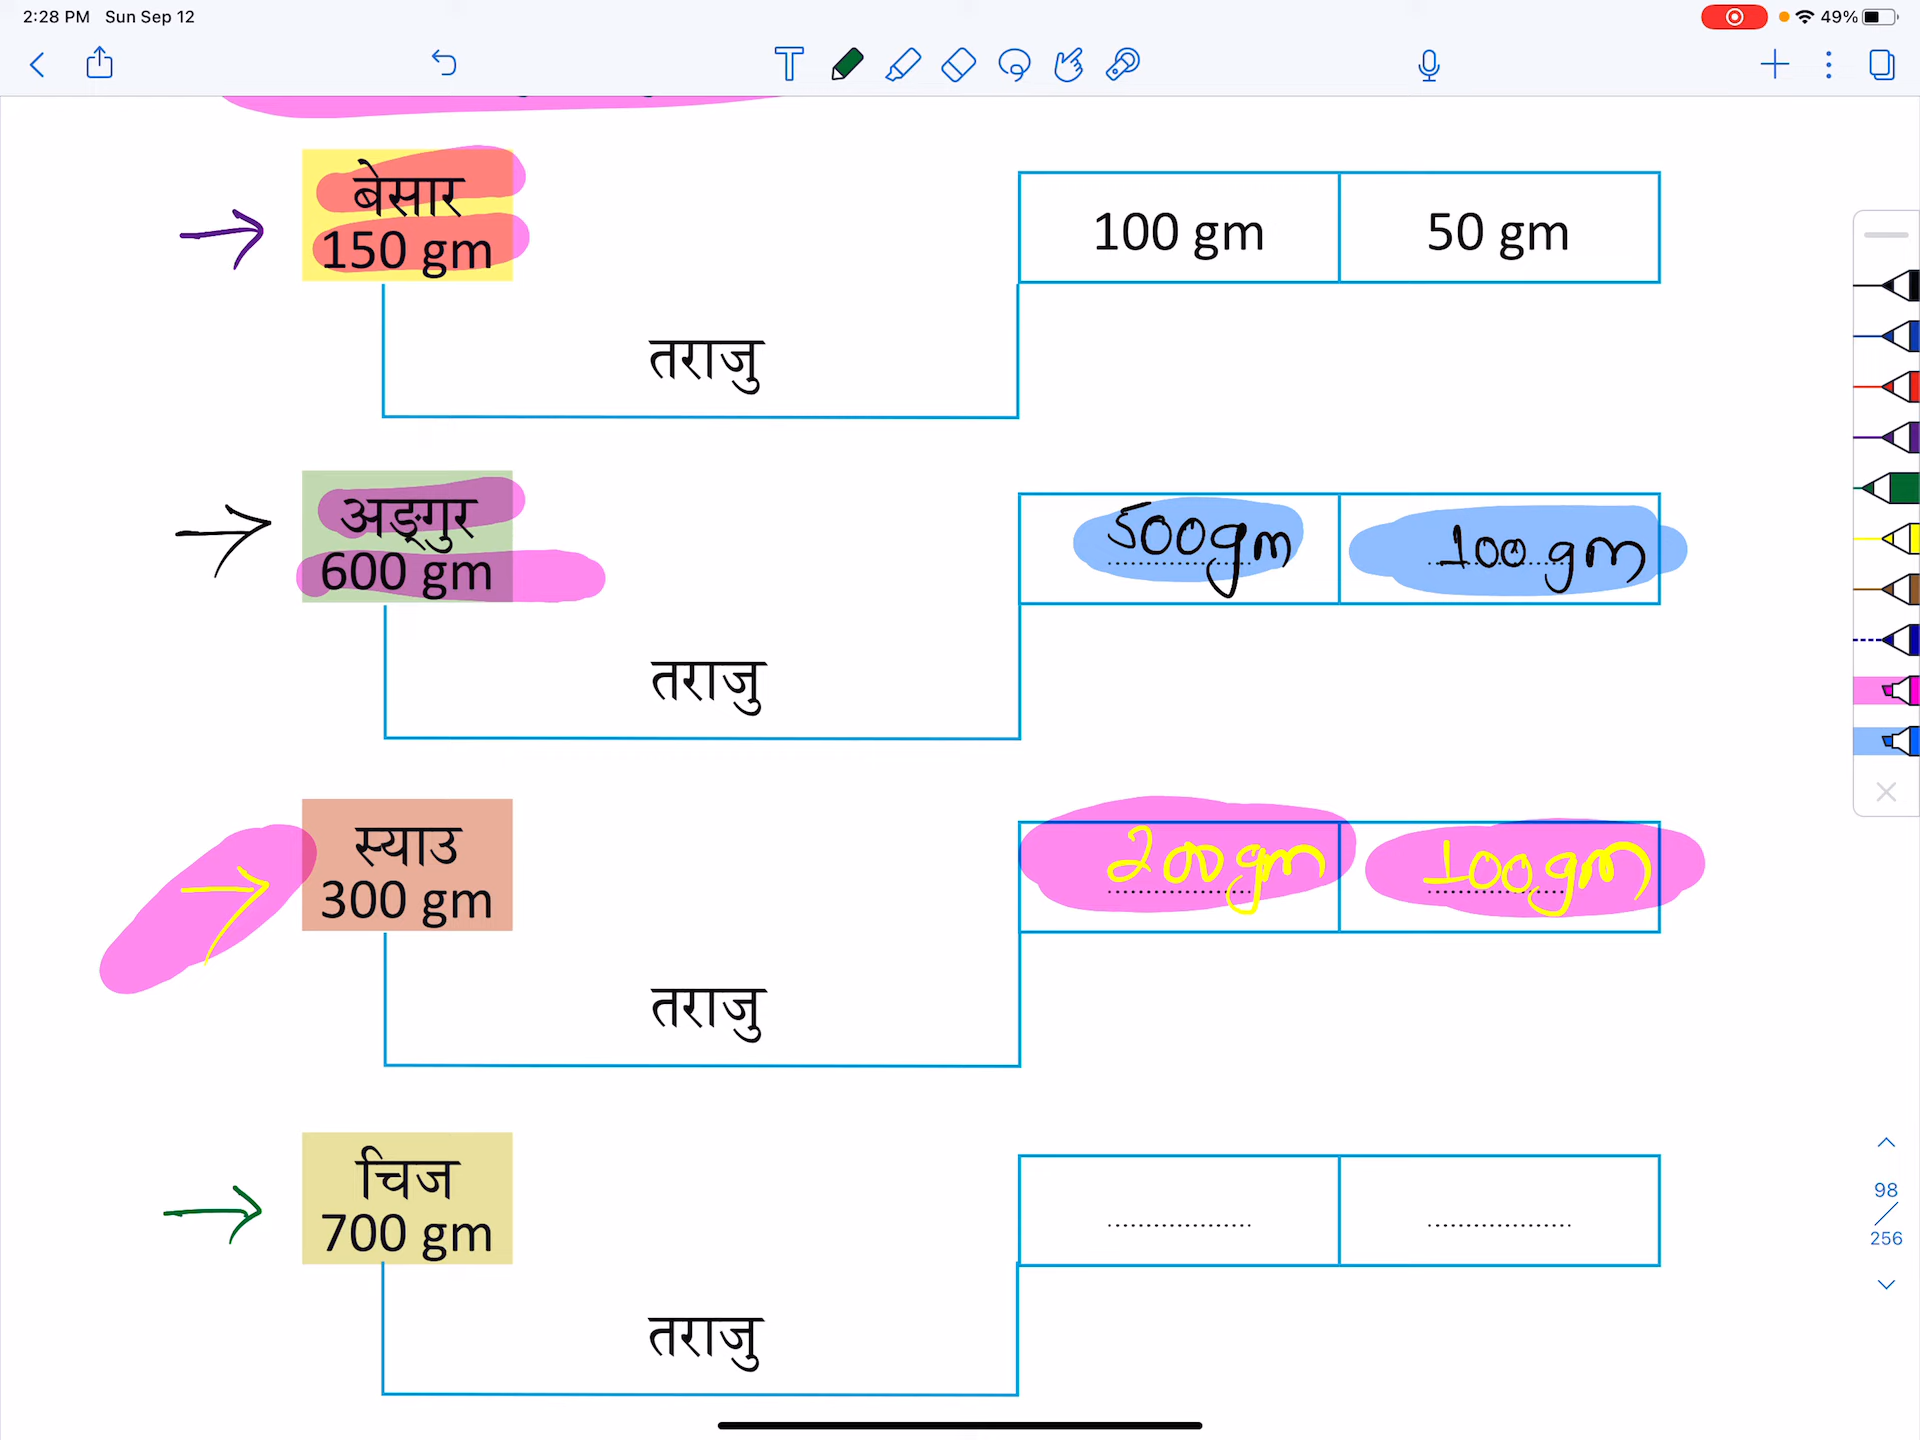 2:28 PM Sun Sep 12
49%
बेसार
150 gm
100 gm
50 gm
तराजु
अङ्गुर
600 gm
500gm
100 gm
तराजु
स्याउ
300 gm
200gm
100gm
तराजु
चिज
700 gm
.................. ..................
तराजु
98
256